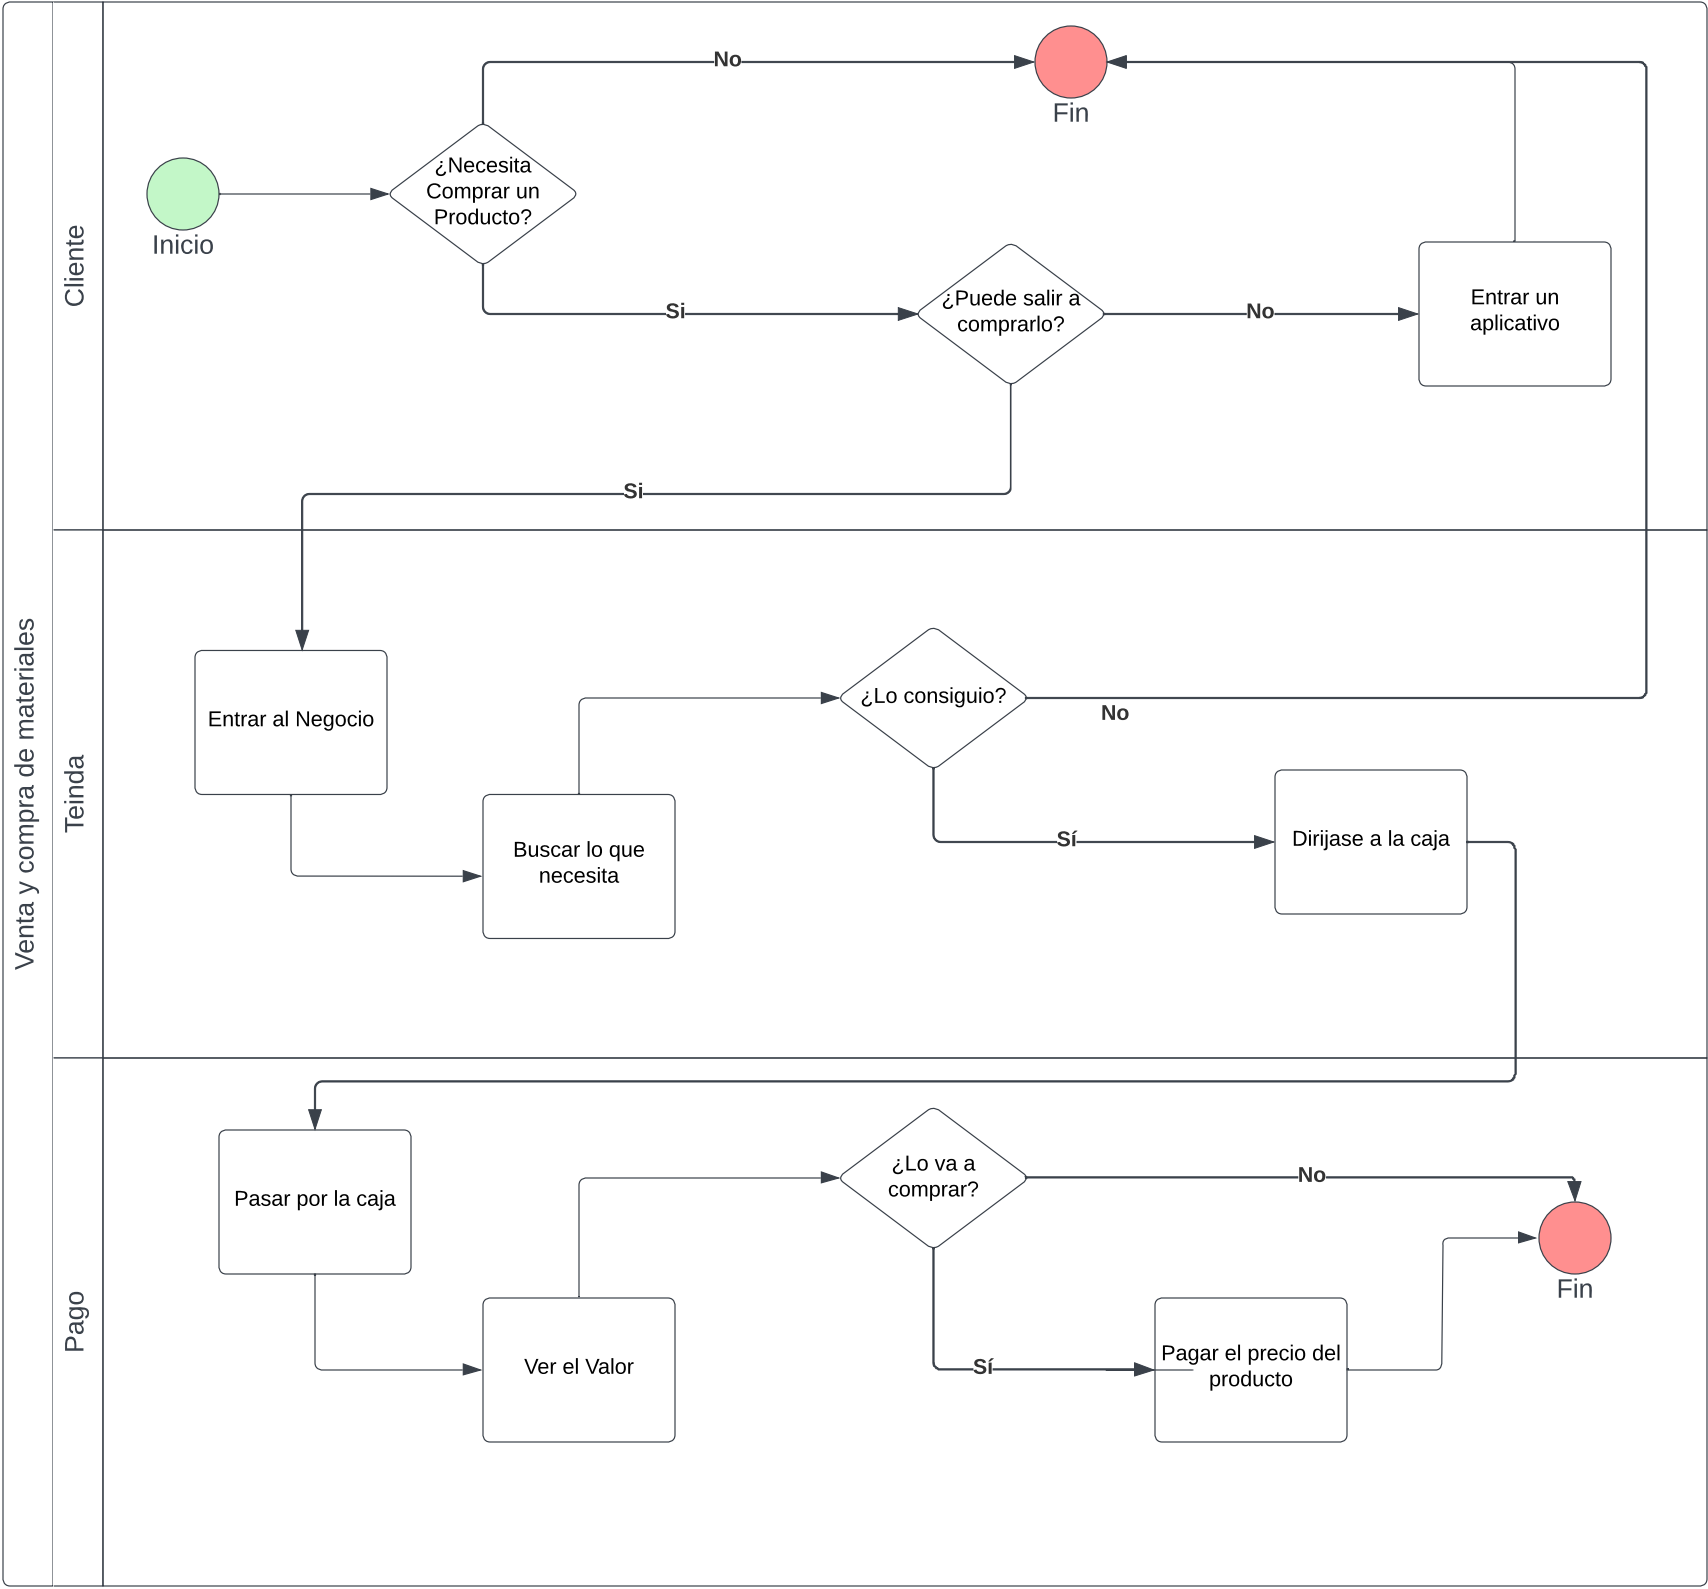 Venta y compra de materiales
Cliente
No
Fin
¿Necesita
Comprar un
Producto?
Inicio
Si
¿Puede salir a
comprarlo?
No
Entrar un
aplicativo
Si
Teinda
Entrar al Negocio
¿Lo consiguio?
No
Buscar lo que
necesita
Sí
Dirijase a la caja
Pago
Pasar por la caja
¿Lo va a
comprar?
No
Fin
Ver el Valor
Sí
Pagar el precio del
producto